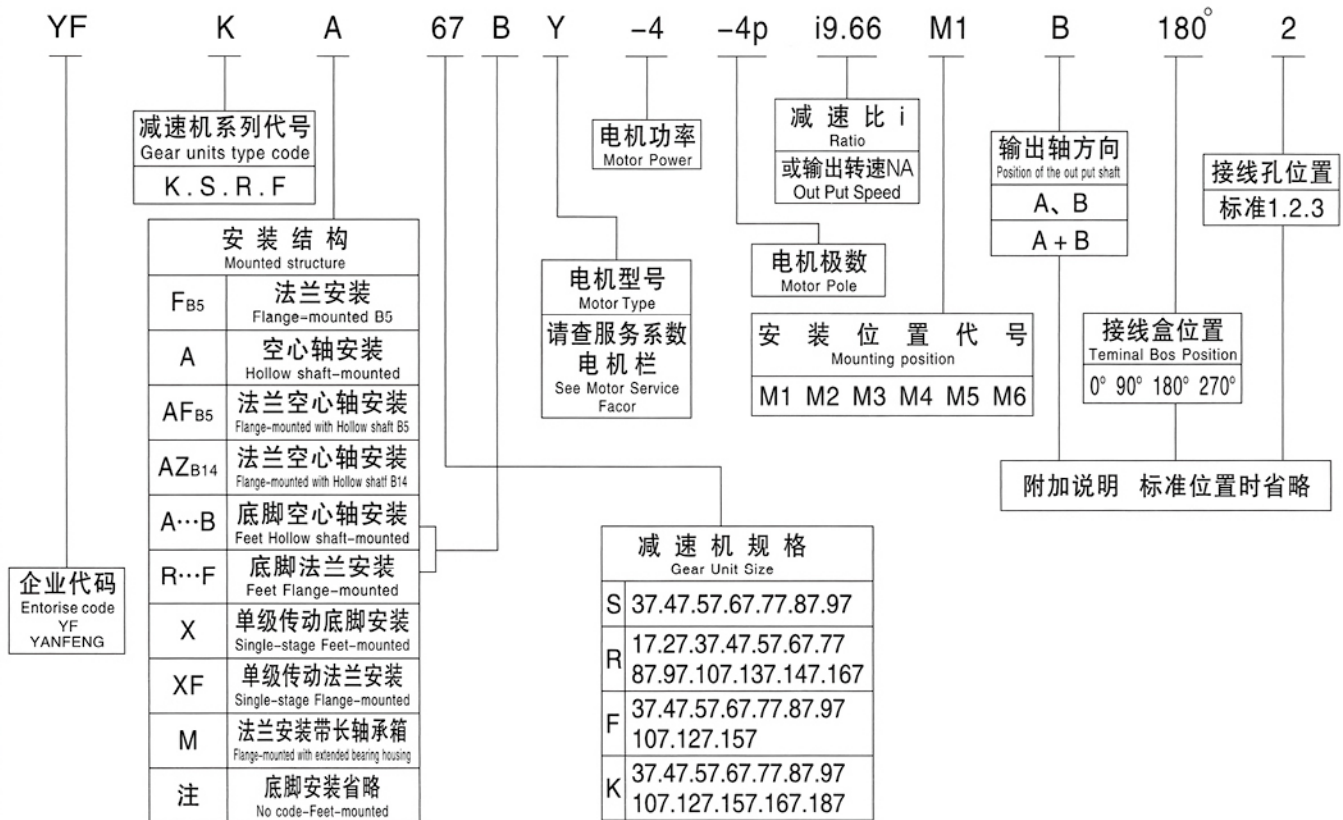 YF K A 67 B Y -4 -4p i9.66 M1 B 180° 2
减速机系列代号
Gear units type code
K.S.R.F
电机功率
Motor Power
减速比i
Ratio
或输出转速NA
Out Put Speed
输出轴方向
Position of the out put shaft
A、B
A+B
接线孔位置
标准1.2.3
安装结构
Mounted structure
FB5 法兰安装
Flange-mounted B5
A 空心轴安装
Hollow shaft-mounted
AFB5 法兰空心轴安装
Flange-mounted with Hollow shaft B5
AZB14 法兰空心轴安装
Flange-mounted with Hollow shatf B14
A…B 底脚空心轴安装
Feet Hollow shaft-mounted
R…F 底脚法兰安装
Feet Flange-mounted
X 单级传动底脚安装
Single-stage Feet-mounted
XF 单级传动法兰安装
Single-stage Flange-mounted
M 法兰安装带长轴承箱
Flange-mounted with extended bearing housing
注 底脚安装省略
No code-Feet-mounted
电机型号
Motor Type
请查服务系数
电机栏
See Motor Service
Facor
电机极数
Motor Pole
安装位置代号
Mounting position
M1 M2 M3 M4 M5 M6
接线盒位置
Teminal Bos Position
0° 90° 180° 270°
附加说明 标准位置时省略
企业代码
Entorise code
YF
YANFENG
减速机规格
Gear Unit Size
S 37.47.57.67.77.87.97
R 17.27.37.47.57.67.77
87.97.107.137.147.167
F 37.47.57.67.77.87.97
107.127.157
K 37.47.57.67.77.87.97
107.127.157.167.187